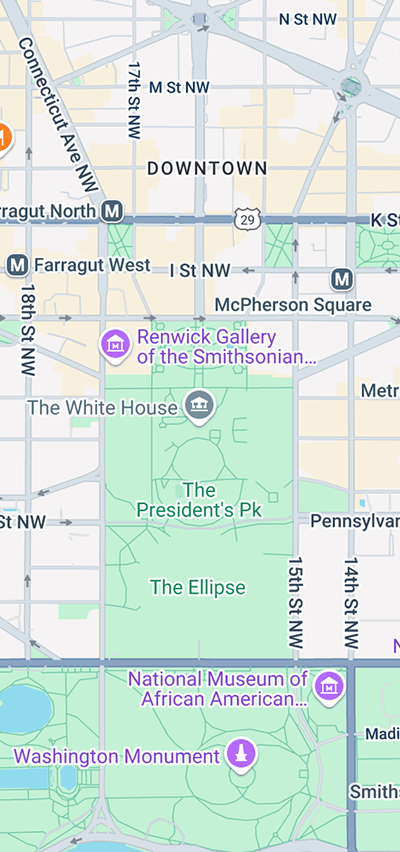 N St NW
Connecticut Ave NW
17th St NW
M St NW
DOWNTOWN
rragut North
M
29
K St
M
Farragut West
I St NW
M
McPherson Square
18th St NW
Renwick Gallery
of the Smithsonian...
The White House
Metr
The
President's Pk
St NW
Pennsylvan
The Ellipse
15th St NW
14th St NW
N
National Museum of
African American...
Madi
Washington Monument
Smiths